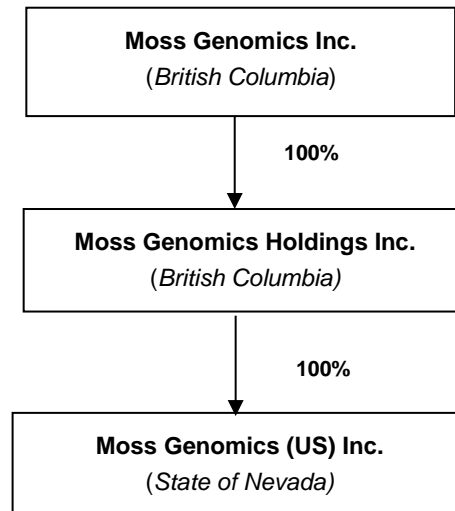 Moss Genomics Inc.
(British Columbia)
100%
Moss Genomics Holdings Inc.
(British Columbia)
100%
Moss Genomics (US) Inc.
(State of Nevada)